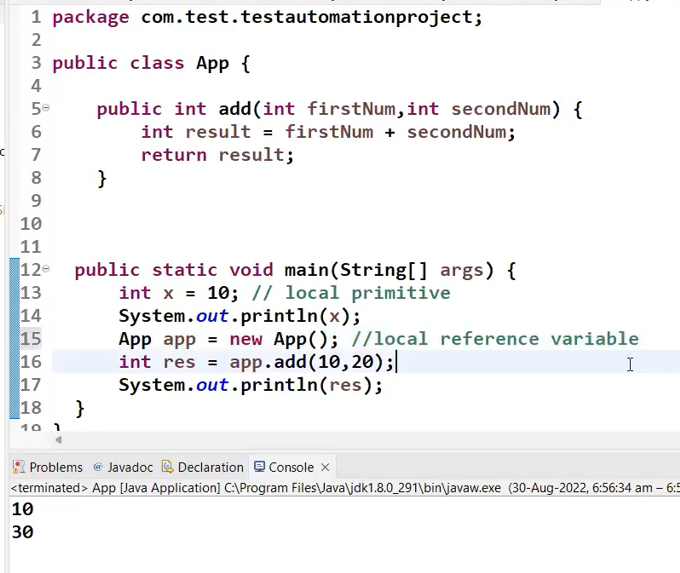 1 package com.test.testautomationproject;
2
3 public class App {
4
5 public int add(int firstNum,int secondNum) {
6 int result = firstNum + secondNum;
7 return result;
8 }
9
10
11
12 public static void main(String[] args) {
13 int x = 10; // local primitive
14 System.out.println(x);
15 App app = new App(); //local reference variable
16 int res = app.add(10,20);
17 System.out.println(res);
18 }
19 }
Problems @ Javadoc Declaration Console
<terminated> App [Java Application] C:\Program Files\Java\jdk1.8.0_291\bin\javaw.exe (30-Aug-2022, 6:56:34 am –
10
30